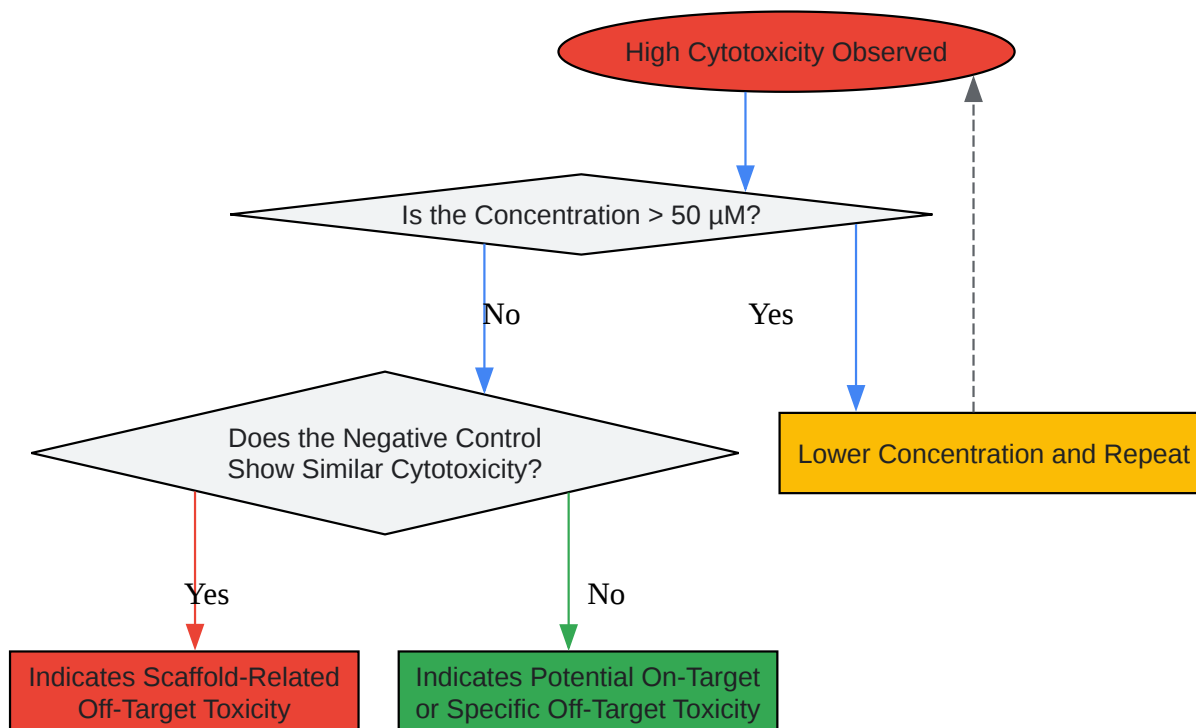 High Cytotoxicity Observed
Is the Concentration > 50 µM?
No
Yes
Does the Negative Control
Show Similar Cytotoxicity?
Lower Concentration and Repeat
Yes
No
Indicates Scaffold-Related
Off-Target Toxicity
Indicates Potential On-Target
or Specific Off-Target Toxicity